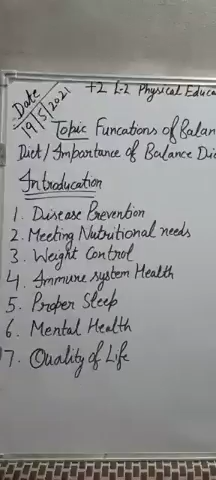 Date
19/5/2021
+2 L-2 Physical Educa
Topic Funcations of Balan
Diet/Importance of Balance Die
Introducation
1. Disease Prevention
2. Meeting Nutritional needs
3. Weight Control
4. Immune system Health
5. Proper Sleep
6. Mental Health
7. Quality of Life